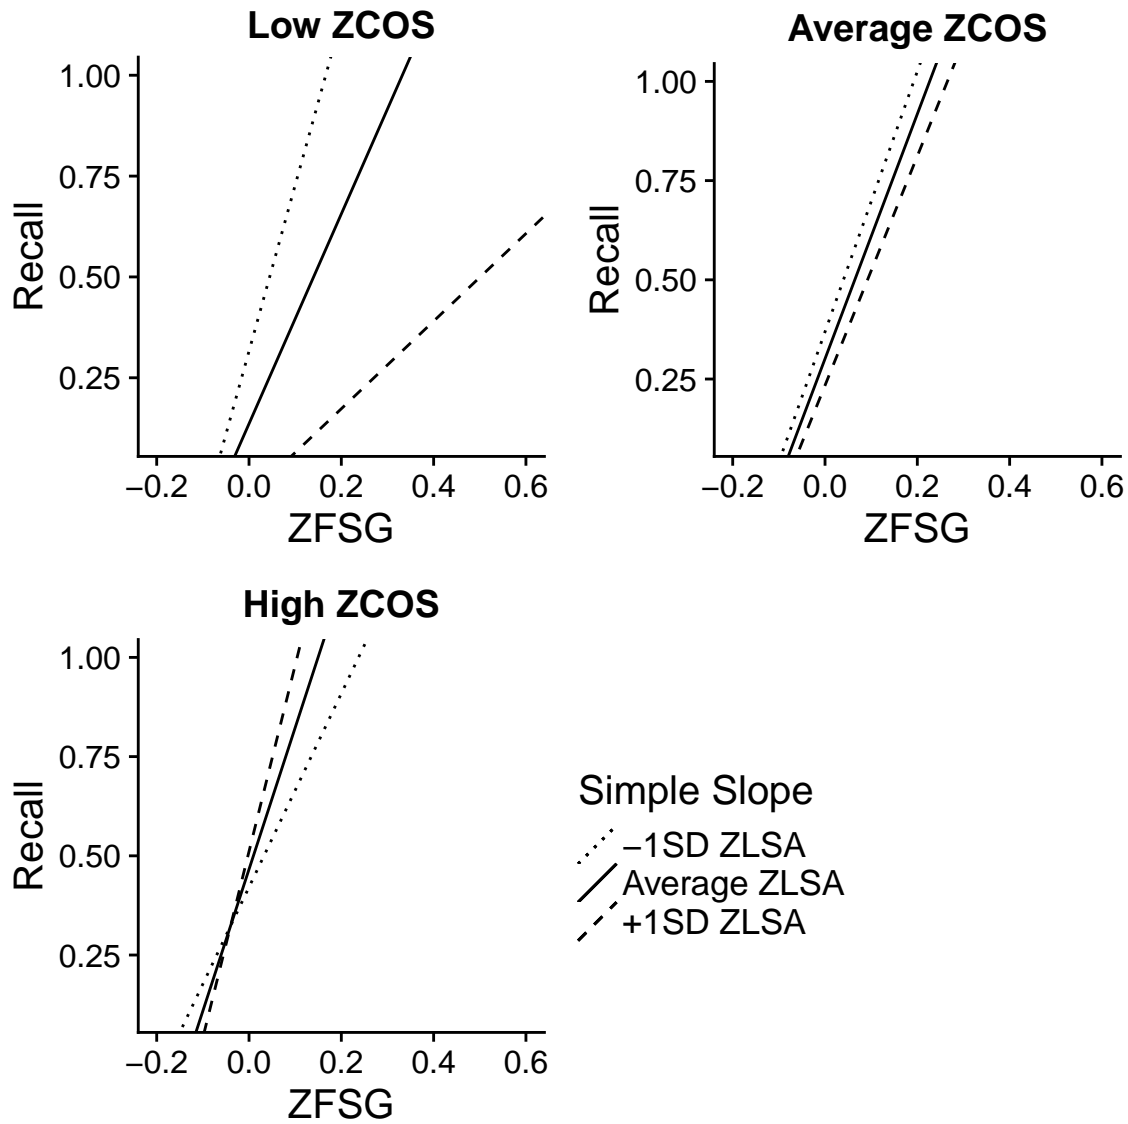 Low ZCOS
1.00
0.75
0.50
0.25
Recall
−0.2 0.0 0.2 0.4 0.6
ZFSG
Average ZCOS
1.00
0.75
0.50
0.25
Recall
−0.2 0.0 0.2 0.4 0.6
ZFSG
High ZCOS
1.00
0.75
0.50
0.25
Recall
−0.2 0.0 0.2 0.4 0.6
ZFSG
Simple Slope
−1SD ZLSA
Average ZLSA
+1SD ZLSA